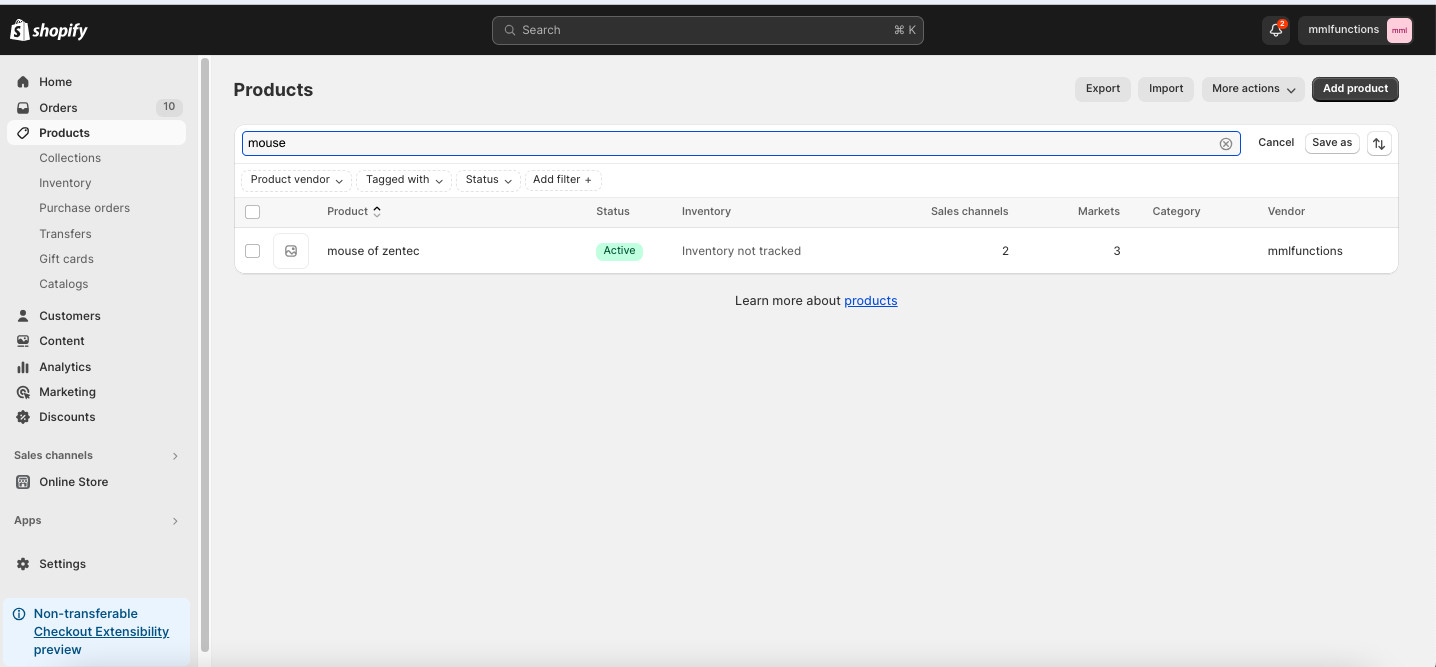 shopify
Search
⌘ K
2
mmlfunctions
mml
Home
Orders
10
Products
Collections
Inventory
Purchase orders
Transfers
Gift cards
Catalogs
Customers
Content
Analytics
Marketing
Discounts
Sales channels
Online Store
Apps
Settings
Non-transferable
Checkout Extensibility
preview
Products
Export
Import
More actions
Add product
mouse
Cancel
Save as
Product vendor
Tagged with
Status
Add filter +
Product
Status
Inventory
Sales channels
Markets
Category
Vendor
mouse of zentec
Active
Inventory not tracked
2
3
mmlfunctions
Learn more about products